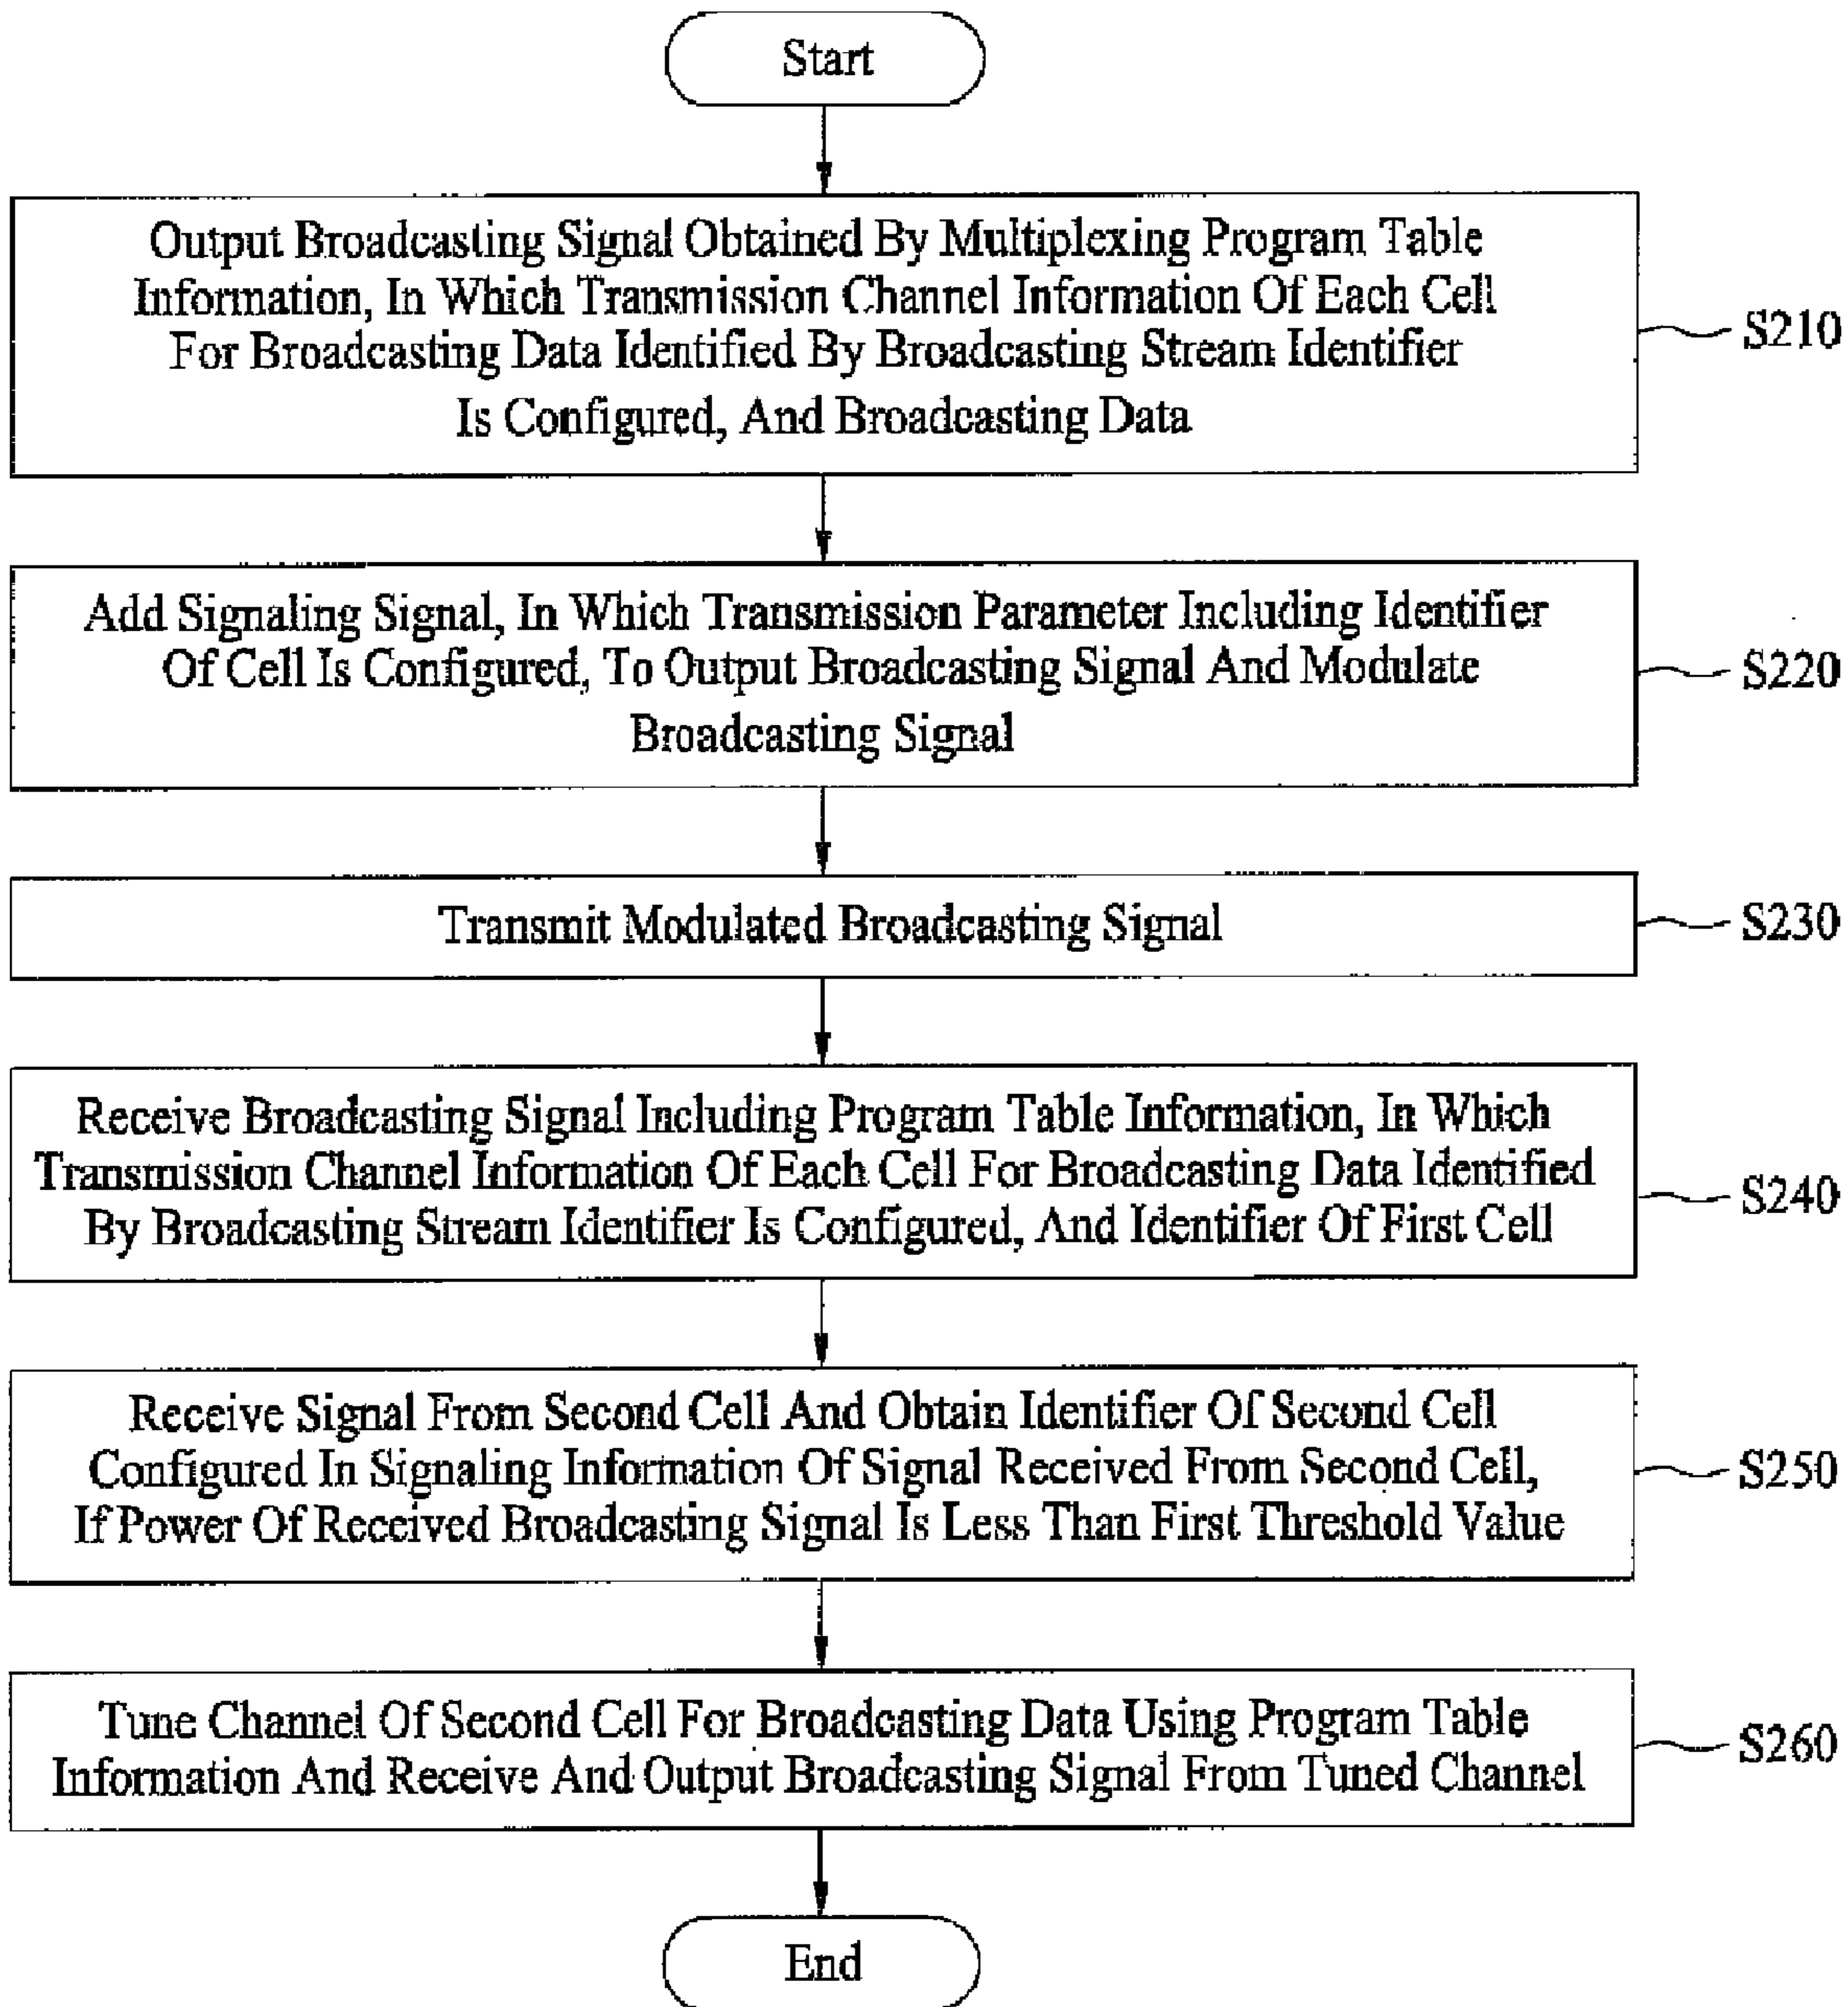 Start
Output Broadcasting Signal Obtained By Multiplexing Program Table
Information, In Which Transmission Channel Information Of Each Cell
For Broadcasting Data Identified By Broadcasting Stream Identifier
Is Configured, And Broadcasting Data
S210
Add Signaling Signal, In Which Transmission Parameter Including Identifier
Of Cell Is Configured, To Output Broadcasting Signal And Modulate
Broadcasting Signal
S220
Transmit Modulated Broadcasting Signal
S230
Receive Broadcasting Signal Including Program Table Information, In Which
Transmission Channel Information Of Each Cell For Broadcasting Data Identified
By Broadcasting Stream Identifier Is Configured, And Identifier Of First Cell
S240
Receive Signal From Second Cell And Obtain Identifier Of Second Cell
Configured In Signaling Information Of Signal Received From Second Cell,
If Power Of Received Broadcasting Signal Is Less Than First Threshold Value
S250
Tune Channel Of Second Cell For Broadcasting Data Using Program Table
Information And Receive And Output Broadcasting Signal From Tuned Channel
S260
End